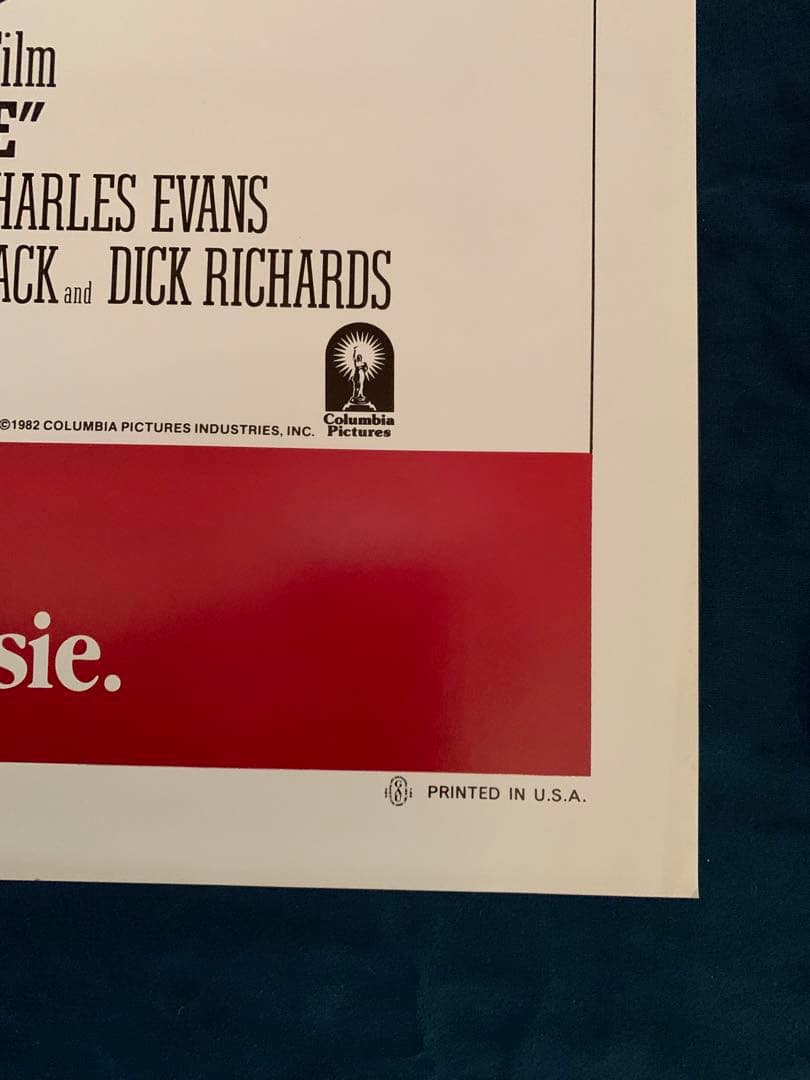 ilm
E"
HARLES EVANS
ACK and DICK RICHARDS
©1982 COLUMBIA PICTURES INDUSTRIES, INC.
Columbia
Pictures
sie.
PRINTED IN U.S.A.